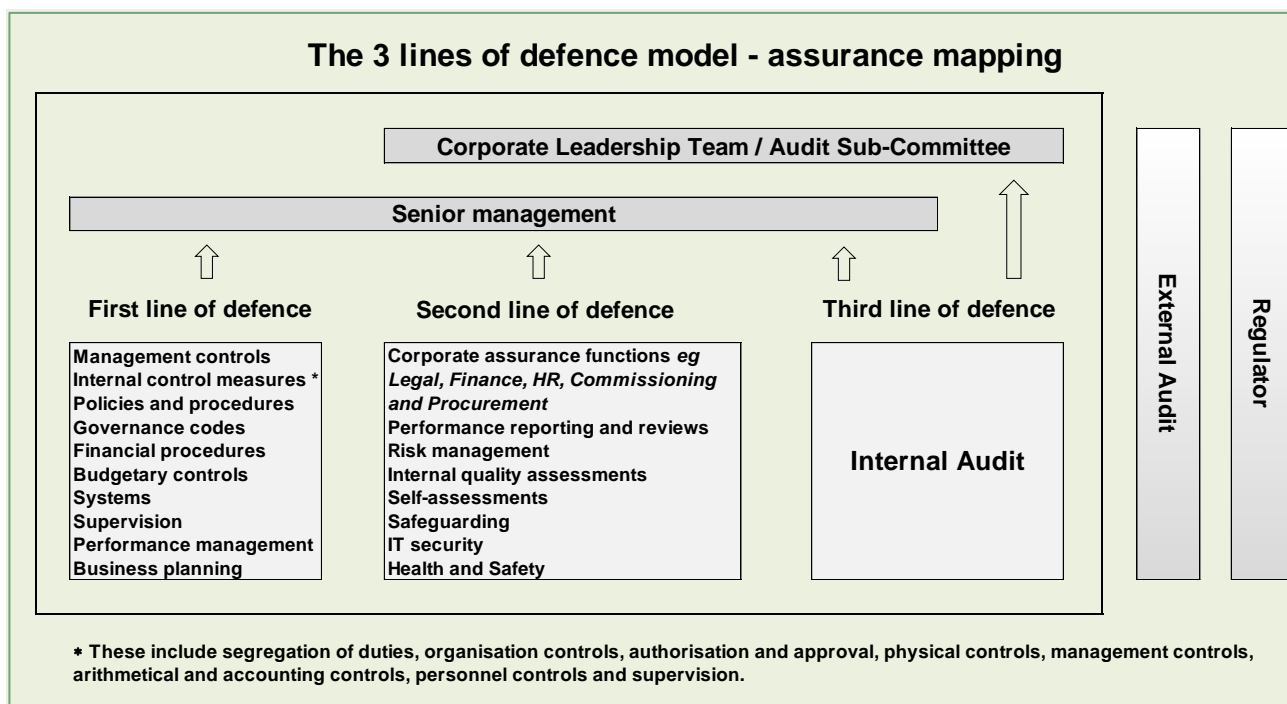 The 3 lines of defence model - assurance mapping
Corporate Leadership Team / Audit Sub-Committee
Senior management
First line of defence
Management controls
Internal control measures *
Policies and procedures
Governance codes
Financial procedures
Budgetary controls
Systems
Supervision
Performance management
Business planning
Second line of defence
Corporate assurance functions eg
Legal, Finance, HR, Commissioning
and Procurement
Performance reporting and reviews
Risk management
Internal quality assessments
Self-assessments
Safeguarding
IT security
Health and Safety
Third line of defence
Internal Audit
External Audit
Regulator
* These include segregation of duties, organisation controls, authorisation and approval, physical controls, management controls,
arithmetical and accounting controls, personnel controls and supervision.